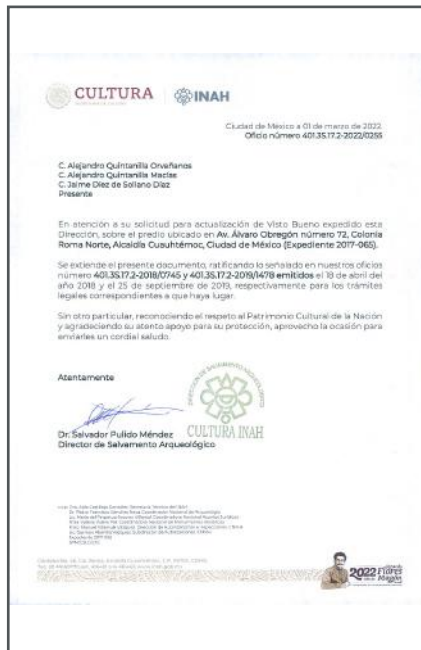 CULTURA
INAH
Ciudad de México a 01 de marzo de 2022.
Oficio número 401.3S.17.2-2022/0255
C. Alejandro Quintanilla Orvañanos
C. Alejandro Quintanilla Macías
C. Jaime Díez de Sollano Díaz
Presente
En atención a su solicitud para actualización de Visto Bueno expedido esta
Dirección, sobre el predio ubicado en Av. Álvaro Obregón número 72, Colonia
Roma Norte, Alcaldía Cuauhtémoc, Ciudad de México (Expediente 2017-065).
Se extiende el presente documento, ratificando lo señalado en nuestros oficios
número 401.3S.17.2-2018/0745 y 401.3S.17.2-2019/1478 emitidos el 18 de abril del
año 2018 y el 25 de septiembre de 2019, respectivamente para los trámites
legales correspondientes a que haya lugar.
Sin otro particular, reconociendo el respeto al Patrimonio Cultural de la Nación
y agradeciendo su atento apoyo para su protección, aprovecho la ocasión para
enviarles un cordial saludo.
Atentamente
DIRECCIÓN DE SALVAMENTO ARQUEOLÓGICO
CULTURA INAH
Dr. Salvador Pulido Méndez
Director de Salvamento Arqueológico
2022 Flores
Magón